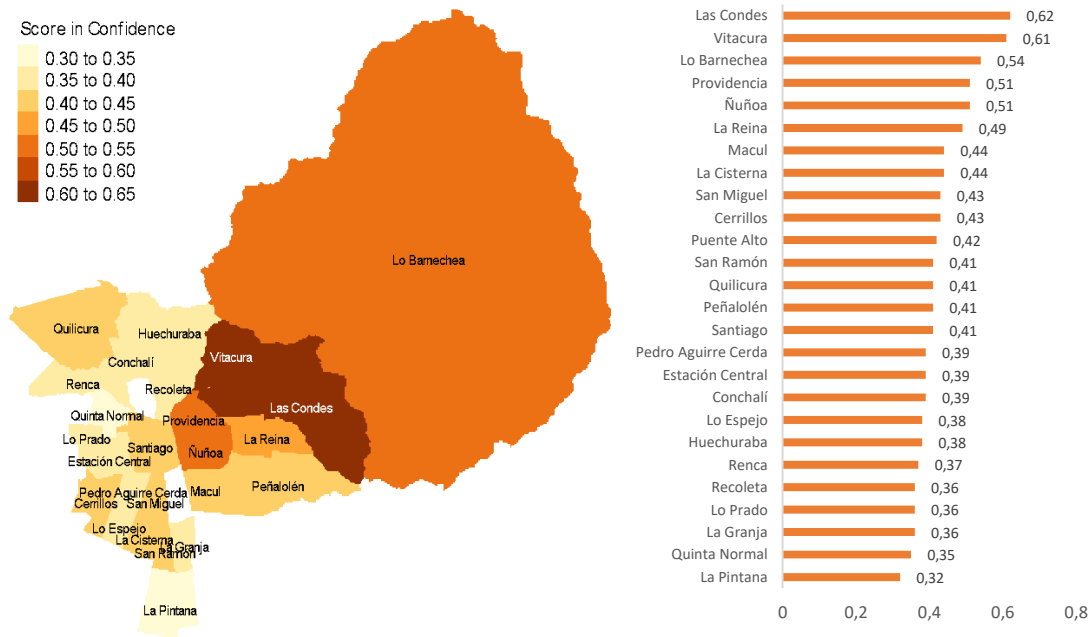 Score in Confidence
0.30 to 0.35
0.35 to 0.40
0.40 to 0.45
0.45 to 0.50
0.50 to 0.55
0.55 to 0.60
0.60 to 0.65
Lo Barnechea
Quilicura
Huechuraba
Vitacura
Conchalí
Renca
Recoleta
Las Condes
Quinta Normal
Providencia
Lo Prado
Santiago
Ñuñoa
La Reina
Estación Central
Peñalolén
Pedro Aguirre Cerda
Macul
Cerrillos
San Miguel
Lo Espejo
La Cisterna
La Granja
San Ramón
La Pintana
Las Condes 0,62
Vitacura 0,61
Lo Barnechea 0,54
Providencia 0,51
Ñuñoa 0,51
La Reina 0,49
Macul 0,44
La Cisterna 0,44
San Miguel 0,43
Cerrillos 0,43
Puente Alto 0,42
San Ramón 0,41
Quilicura 0,41
Peñalolén 0,41
Santiago 0,41
Pedro Aguirre Cerda 0,39
Estación Central 0,39
Conchalí 0,39
Lo Espejo 0,38
Huechuraba 0,38
Renca 0,37
Recoleta 0,36
Lo Prado 0,36
La Granja 0,36
Quinta Normal 0,35
La Pintana 0,32
0 0,2 0,4 0,6 0,8